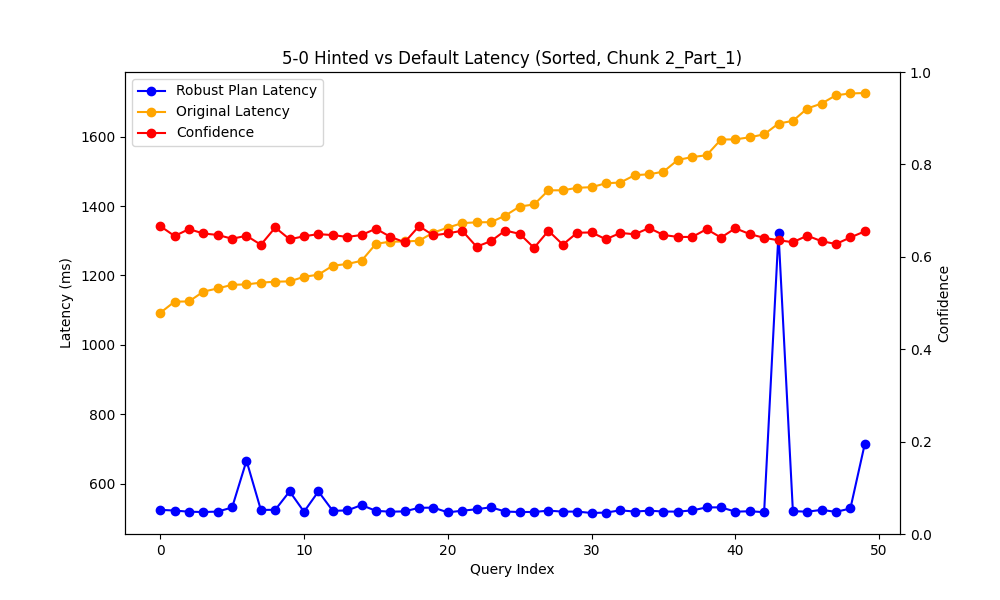 5-0 Hinted vs Default Latency (Sorted, Chunk 2_Part_1)
Robust Plan Latency
Original Latency
Confidence
Latency (ms)
1600
1400
1200
1000
800
600
0
10
20
30
40
50
Query Index
1.0
0.8
0.6
0.4
0.2
0.0
Confidence